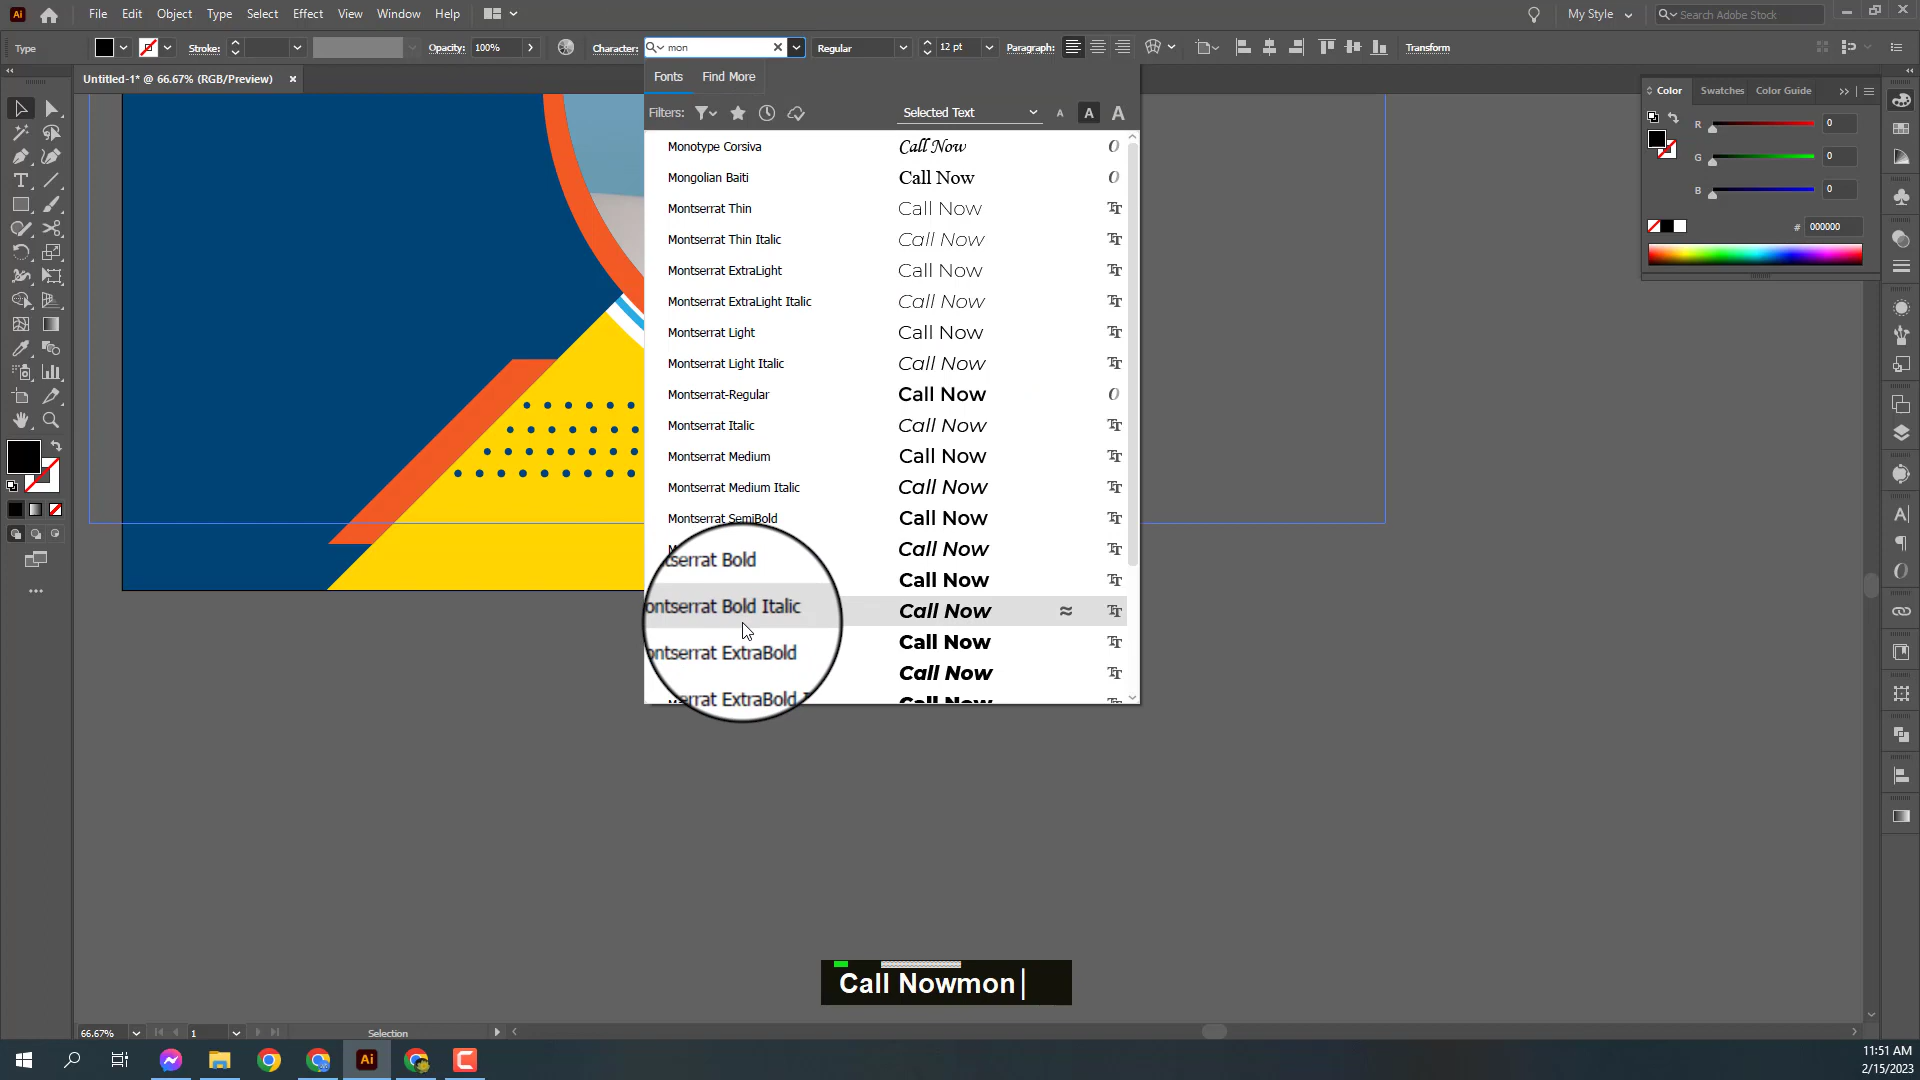 Ai File Edit Object Type Select Effect View Window Help My Style Search Adobe Stock
Type Stroke: Opacity: 100% Character: mon Regular 12 pt Paragraph: Transform
Untitled-1* @ 66.67% (RGB/Preview)
Fonts Find More
Filters: Selected Text A A A
Color Swatches Color Guide
R 0
G 0
B 0
# 000000
Monotype Corsiva Call Now
Mongolian Baiti Call Now
Montserrat Thin Call Now
Montserrat Thin Italic Call Now
Montserrat ExtraLight Call Now
Montserrat ExtraLight Italic Call Now
Montserrat Light Call Now
Montserrat Light Italic Call Now
Montserrat-Regular Call Now
Montserrat Italic Call Now
Montserrat Medium Call Now
Montserrat Medium Italic Call Now
Montserrat SemiBold Call Now
Call Now
tserrat Bold Call Now
ontserrat Bold Italic Call Now
ontserrat ExtraBold Call Now
serrat ExtraBold Call Now
Call Now
Call Nowmon
66.67% 1 Selection
Ai
11:51 AM
2/15/2023